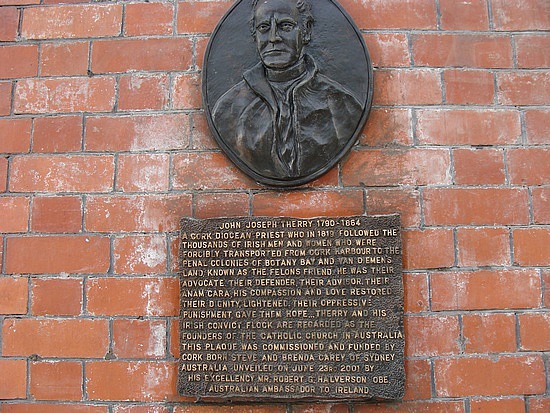 JOHN JOSEPH THERRY 1790-1864
A CORK DIOCEAN PRIEST WHO IN 1819 FOLLOWED THE
THOUSANDS OF IRISH MEN AND WOMEN WHO WERE
FORCIBLY TRANSPORTED FROM CORK HARBOUR TO THE
PENAL COLONIES OF BOTANY BAY AND VAN DIEMEN'S
LAND, KNOWN AS THE FELONS FRIEND, HE WAS THEIR
ADVOCATE, THEIR DEFENDER, THEIR ADVISOR, THEIR
ANAM CARA, HIS COMPASSION AND LOVE RESTORED
THEIR DIGNITY, LIGHTENED, THEIR OPPRESSIVE
PUNISHMENT, GAVE THEM HOPE... THERRY AND HIS
IRISH CONVICT FLOCK ARE REGARDED AS THE
FOUNDERS OF THE CATHOLIC CHURCH IN AUSTRALIA
THIS PLAQUE WAS COMMISSIONED AND FUNDED BY
CORK BORN STEVE AND BRENDA CAREY OF SYDNEY
AUSTRALIA UNVEILED ON JUNE 23RD, 2001 BY
HIS EXCELLENCY MR, ROBERT G, HALVERSON OBE,
AUSTRALIAN AMBASSADOR TO IRELAND